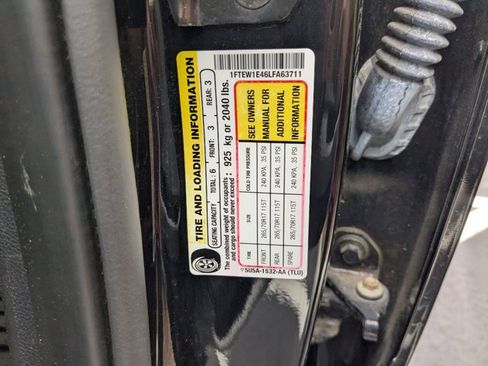 1FTEW1E46LFA63711
TIRE AND LOADING INFORMATION
SEATING CAPACITY TOTAL: 6 FRONT: 3 REAR: 3
The combined weight of occupants
and cargo should never exceed : 925 kg or 2040 lbs.
TIRE COLD TIRE PRESSURE
FRONT 265/70R17 115T 240 KPA, 35 PSI
REAR 265/70R17 115T 240 KPA, 35 PSI
SPARE 265/70R17 115T 240 KPA, 35 PSI
SEE OWNERS
MANUAL FOR
ADDITIONAL
INFORMATION
5U5A-1532-AA (TLU)